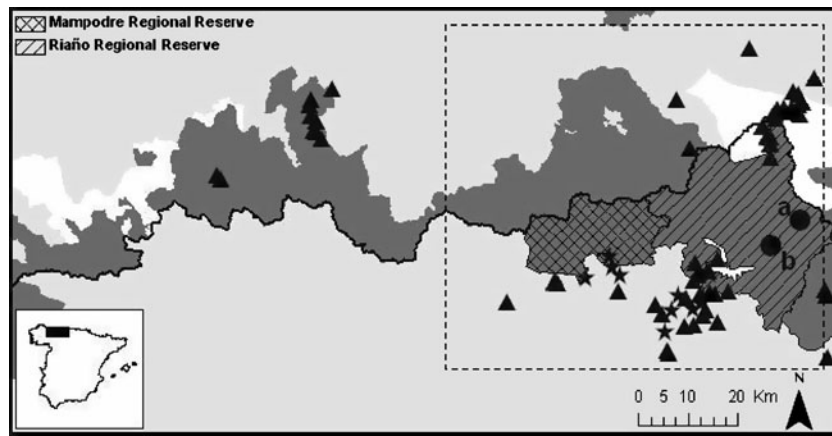 Mampodre Regional Reserve
Riaño Regional Reserve
a
b
N
0 5 10 20 Km